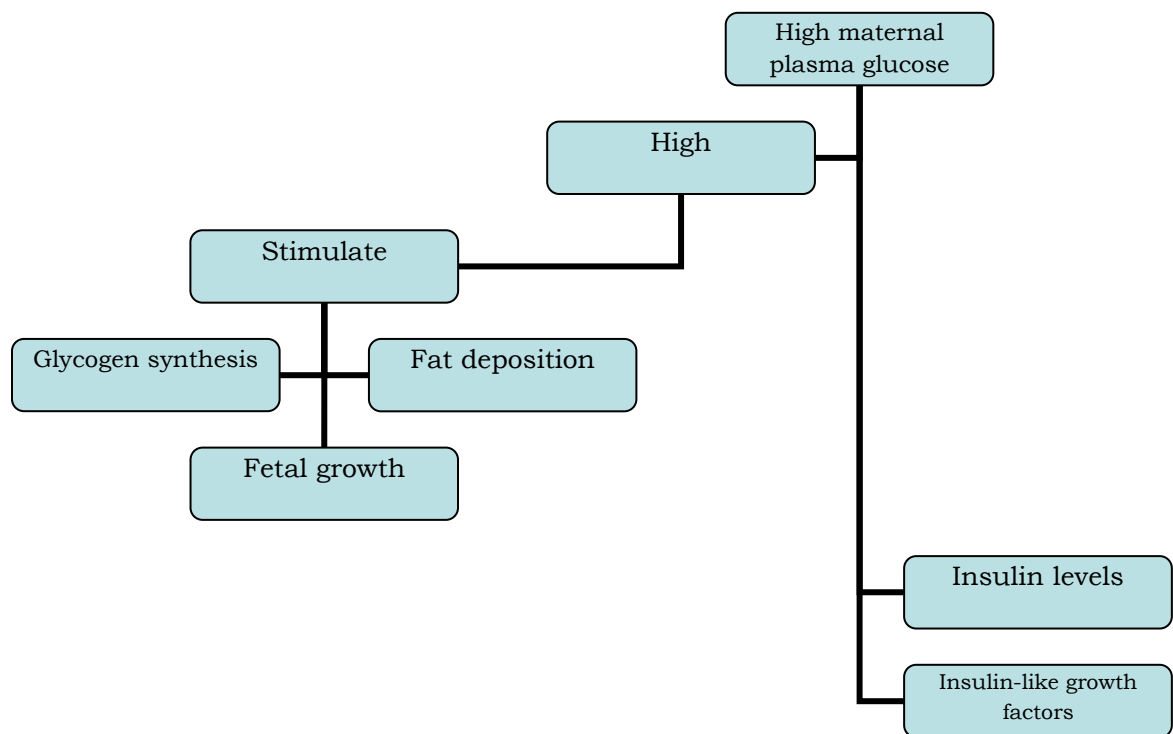 High maternal
plasma glucose
High
Stimulate
Glycogen synthesis
Fat deposition
Fetal growth
Insulin levels
Insulin-like growth
factors